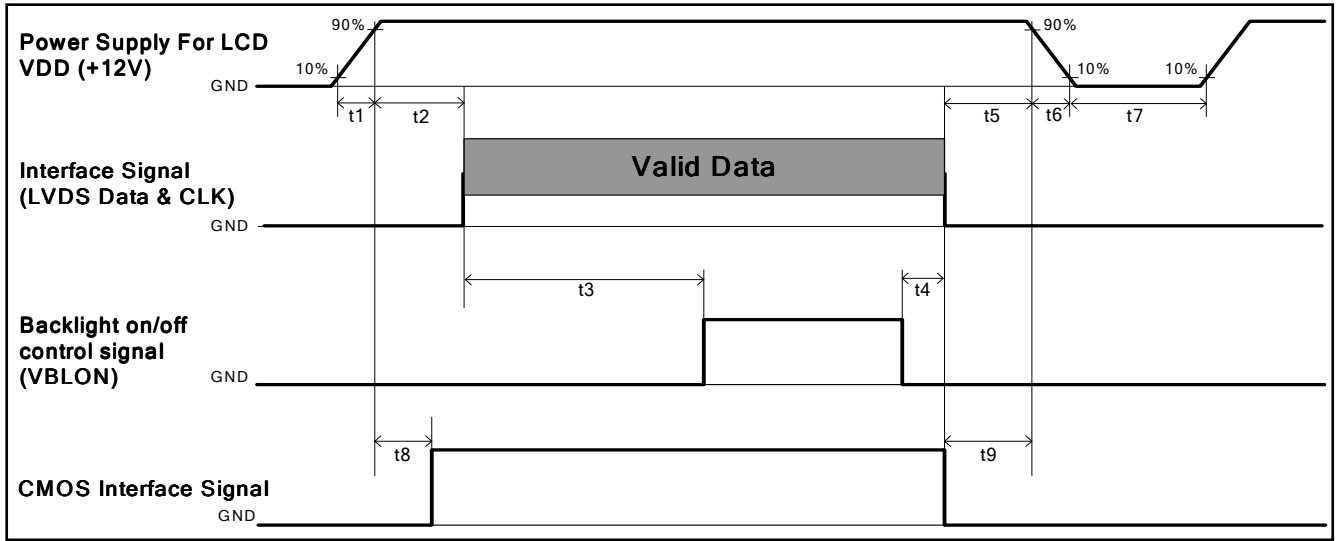 Power Supply For LCD
VDD (+12V)
90%
10%
GND
90%
10%
10%
t1
t2
t5
t6
t7
Interface Signal
(LVDS Data & CLK)
GND
Valid Data
t3
t4
Backlight on/off
control signal
(VBLON)
GND
t8
t9
CMOS Interface Signal
GND